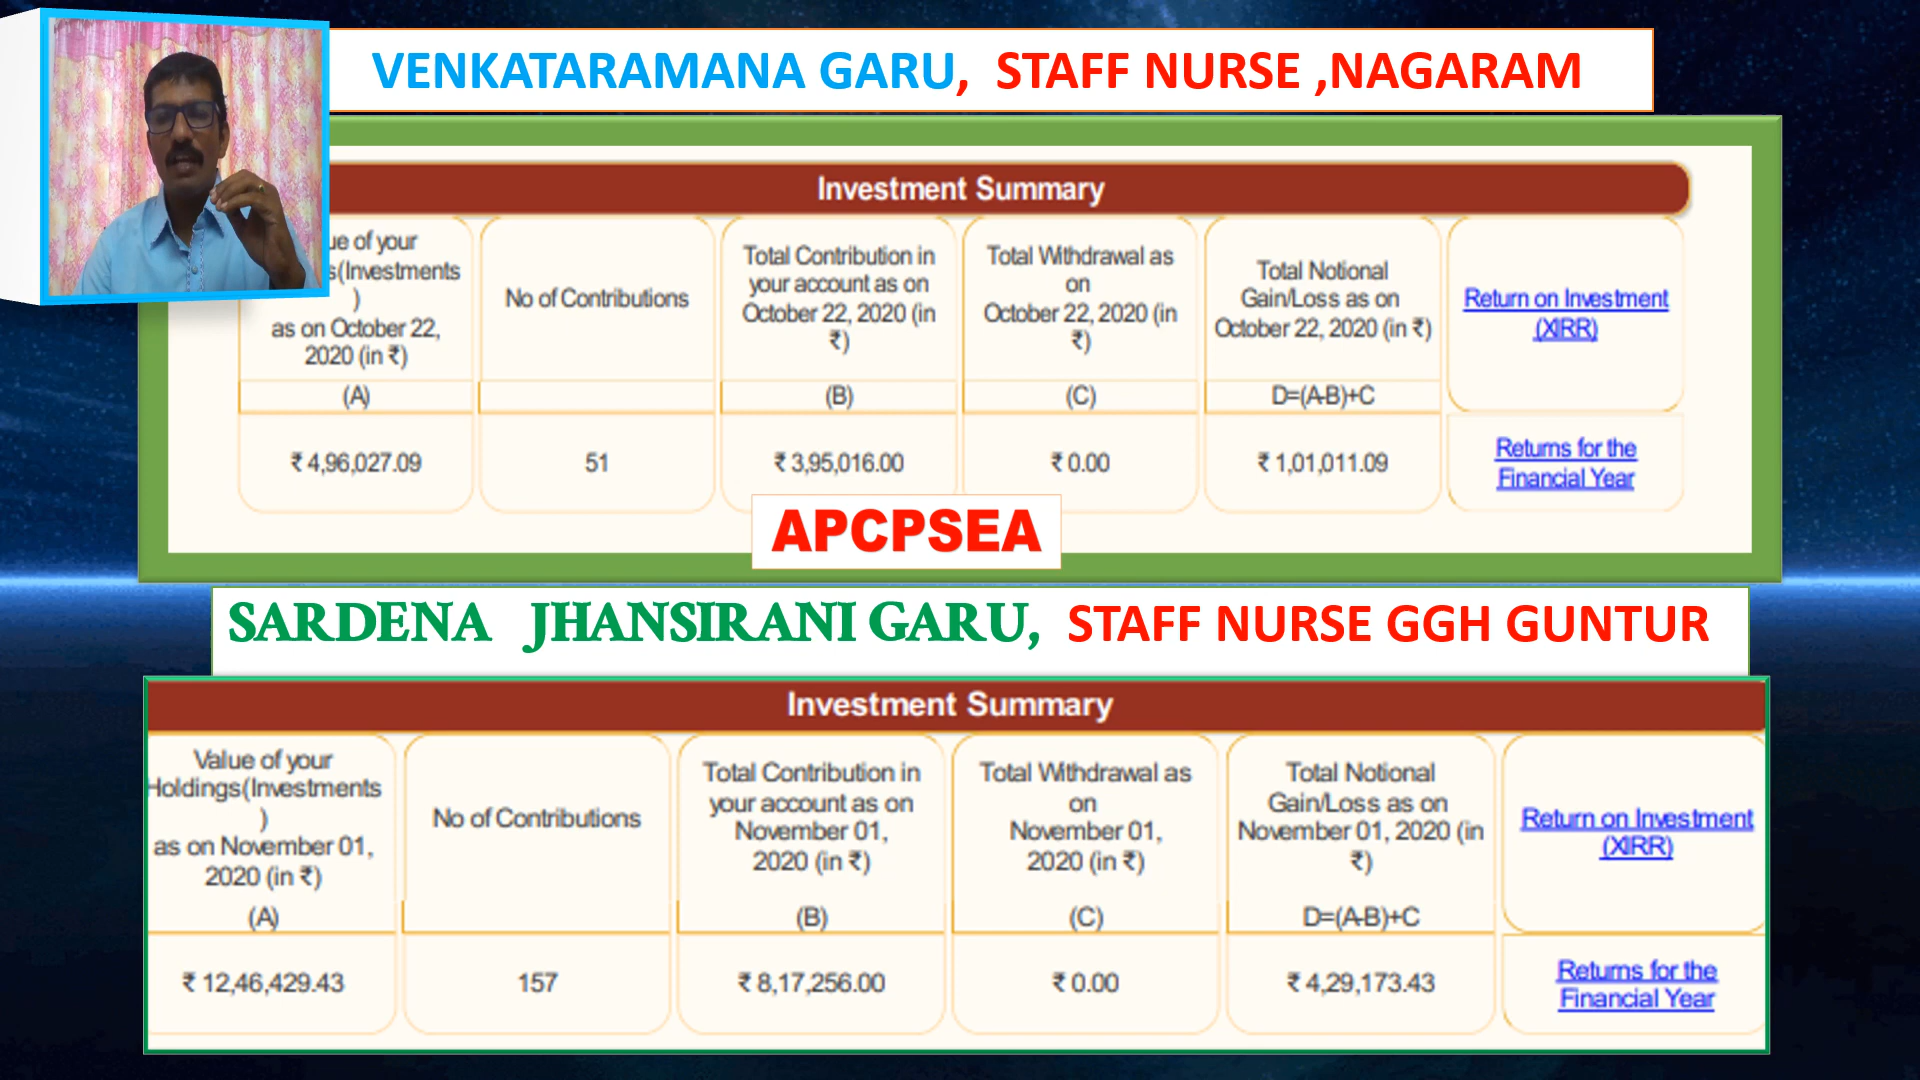 VENKATARAMANA GARU, STAFF NURSE ,NAGARAM
Investment Summary
of your
(Investments
)
as on October 22,
2020 (in ₹)
(A)
₹ 4,96,027.09
No of Contributions
51
Total Contribution in
your account as on
October 22, 2020 (in
₹)
(B)
₹ 3,95,016.00
Total Withdrawal as
on
October 22, 2020 (in
₹)
(C)
₹ 0.00
Total Notional
Gain/Loss as on
October 22, 2020 (in ₹)
D=(A-B)+C
₹ 1,01,011.09
Return on Investment
(XIRR)
Returns for the
Financial Year
APCPSEA
SARDENA JHANSIRANI GARU, STAFF NURSE GGH GUNTUR
Investment Summary
Value of your
Holdings(Investments
)
as on November 01,
2020 (in ₹)
(A)
₹ 12,46,429.43
No of Contributions
157
Total Contribution in
your account as on
November 01,
2020 (in ₹)
(B)
₹ 8,17,256.00
Total Withdrawal as
on
November 01,
2020 (in ₹)
(C)
₹ 0.00
Total Notional
Gain/Loss as on
November 01, 2020 (in
₹)
D=(A-B)+C
₹ 4,29,173.43
Return on Investment
(XIRR)
Returns for the
Financial Year